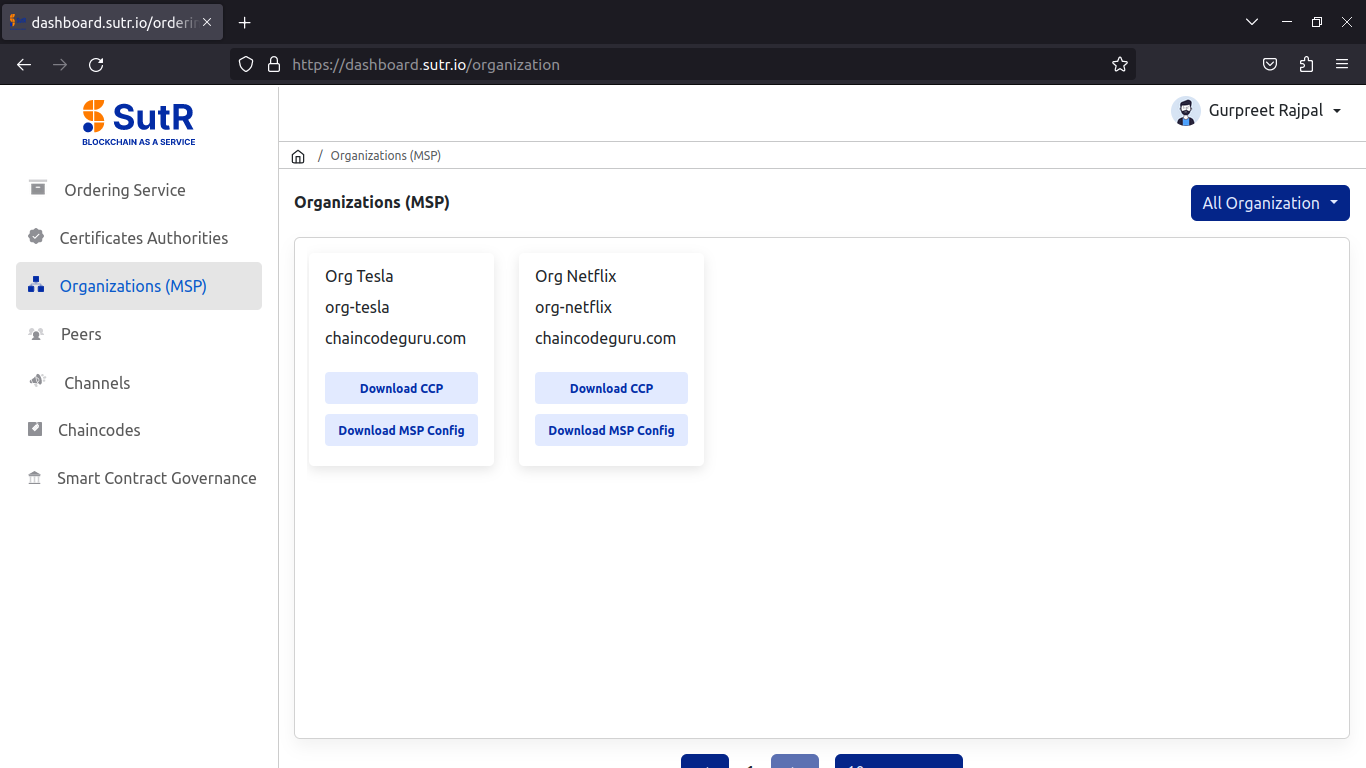 dashboard.sutr.io/orderin
https://dashboard.sutr.io/organization
SutR
BLOCKCHAIN AS A SERVICE
Gurpreet Rajpal
/ Organizations (MSP)
Ordering Service
Certificates Authorities
Organizations (MSP)
Peers
Channels
Chaincodes
Smart Contract Governance
Organizations (MSP)
All Organization
Org Tesla
org-tesla
chaincodeguru.com
Download CCP
Download MSP Config
Org Netflix
org-netflix
chaincodeguru.com
Download CCP
Download MSP Config